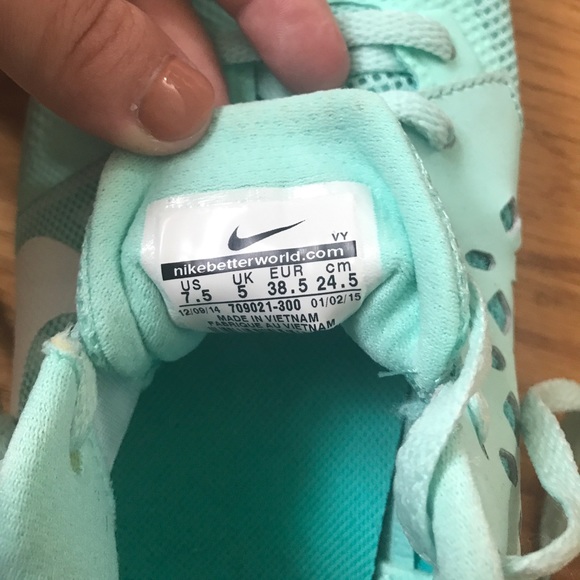 VY
nikebetterworld.com
US UK EUR cm
7.5 5 38.5 24.5
12/09/14 709021-300 01/02/15
MADE IN VIETNAM
FABRIQUE AU VIETNAM